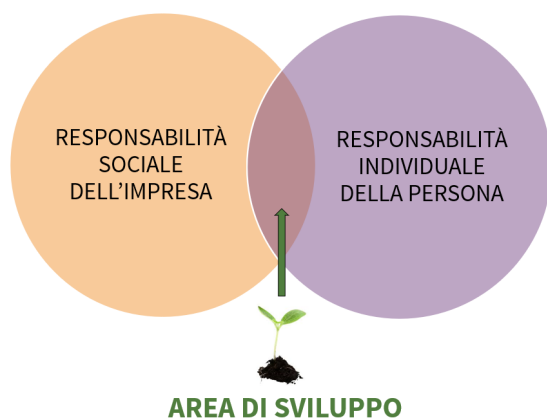 RESPONSABILITÀ
SOCIALE
DELL'IMPRESA
RESPONSABILITÀ
INDIVIDUALE
DELLA PERSONA
AREA DI SVILUPPO